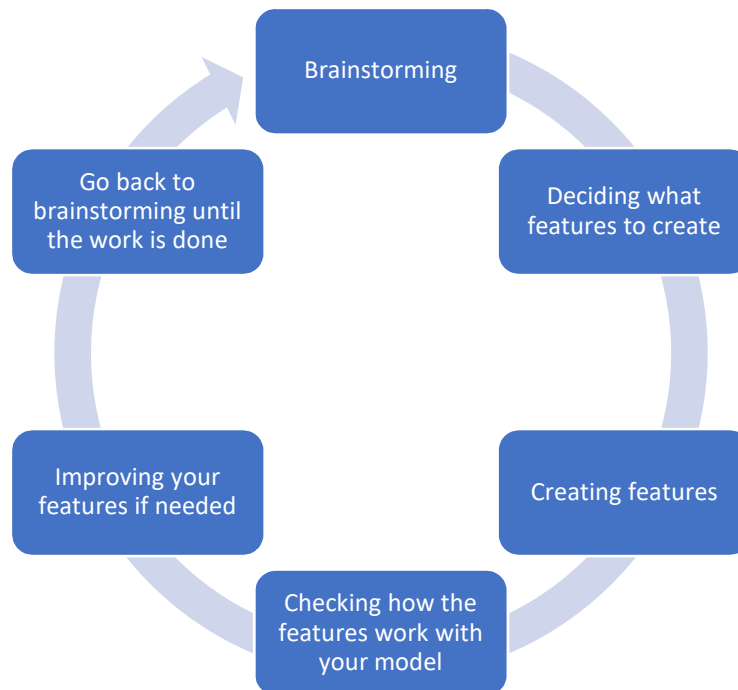 Brainstorming
Deciding what
features to create
Creating features
Checking how the
features work with
your model
Improving your
features if needed
Go back to
brainstorming until
the work is done